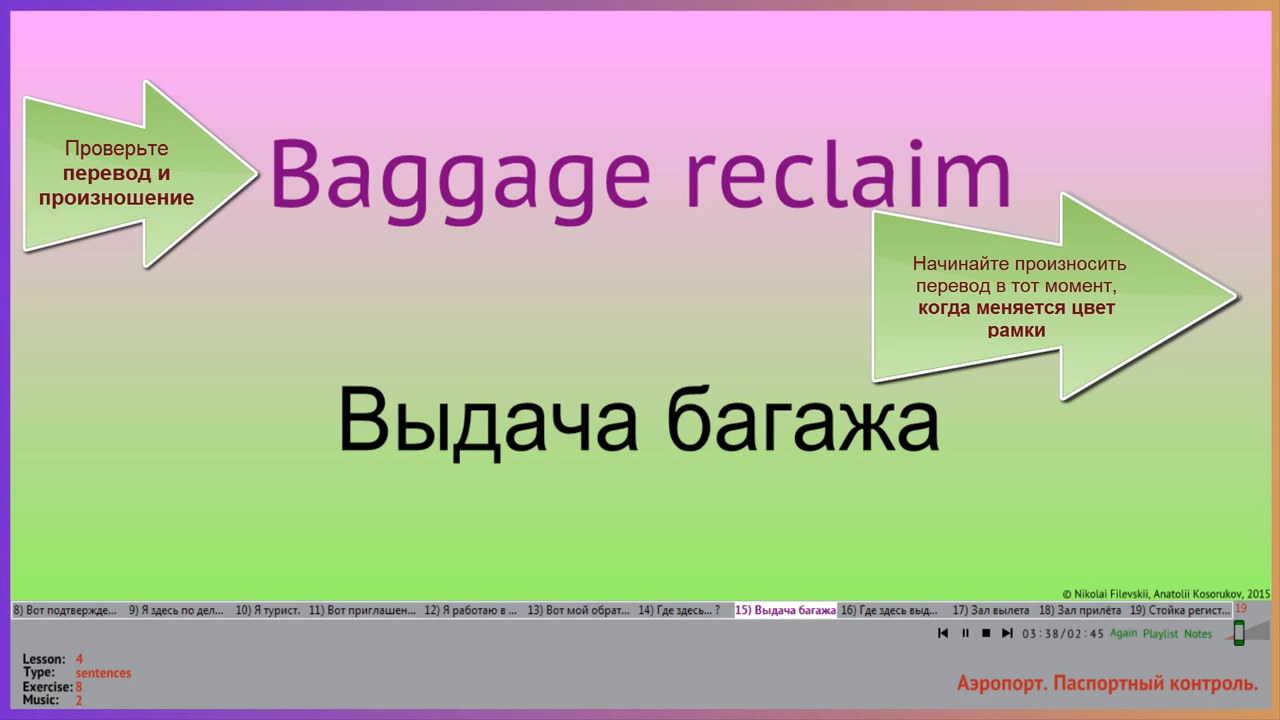 Проверьте
перевод и
произношение
Baggage reclaim
Начинайте произносить
перевод в тот момент,
когда меняется цвет
рамки
Выдача багажа
© Nikolai Filevskii, Anatolii Kosorukov, 2015
8) Вот подтвержде... 9) Я здесь по дел... 10) Я турист. 11) Вот приглашен... 12) Я работаю в ... 13) Вот мой обрат... 14) Где здесь... ? 15) Выдача багажа 16) Где здесь выд... 17) Зал вылета 18) Зал прилёта 19) Стойка регист... 19
03:38/02:45 Again Playlist Notes
Lesson: 4
Type: sentences
Exercise: 8
Music: 2
Аэропорт. Паспортный контроль.